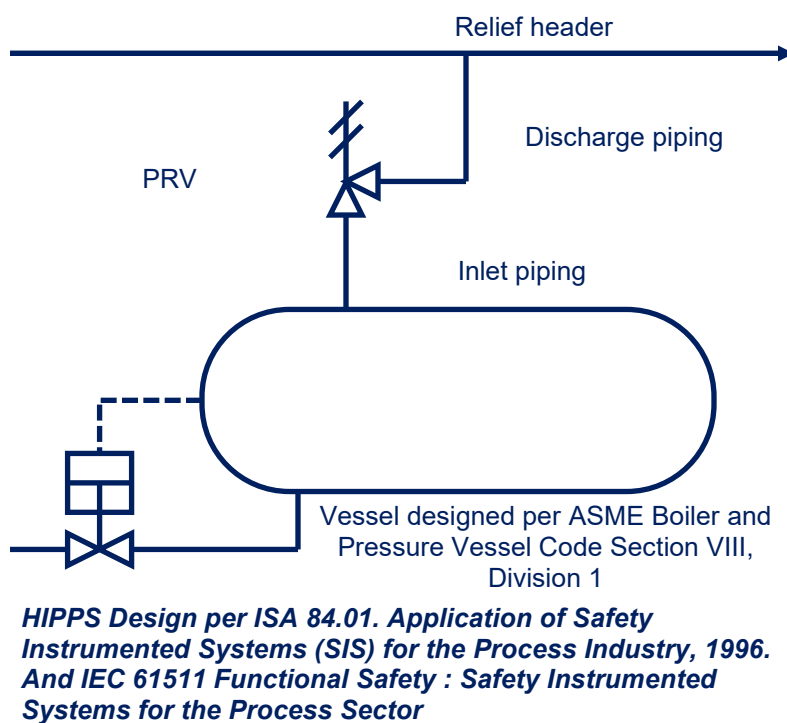 Relief header
Discharge piping
PRV
Inlet piping
Vessel designed per ASME Boiler and
Pressure Vessel Code Section VIII,
Division 1
HIPPS Design per ISA 84.01. Application of Safety
Instrumented Systems (SIS) for the Process Industry, 1996.
And IEC 61511 Functional Safety : Safety Instrumented
Systems for the Process Sector